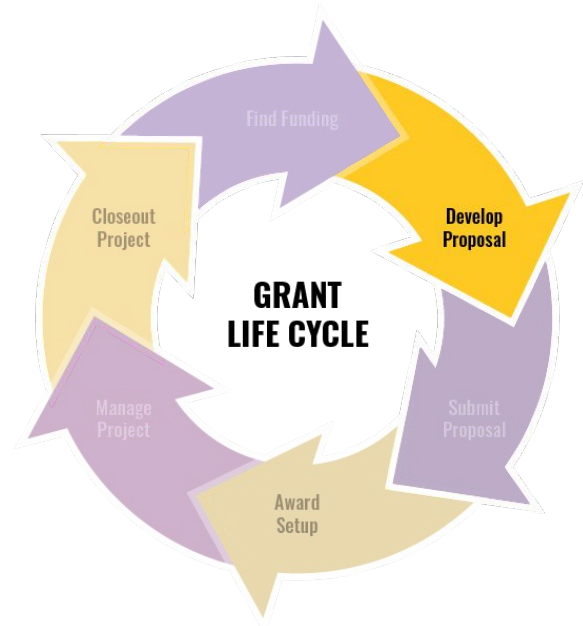 Find Funding
Develop
Proposal
Submit
Proposal
Award
Setup
Manage
Project
Closeout
Project
GRANT
LIFE CYCLE